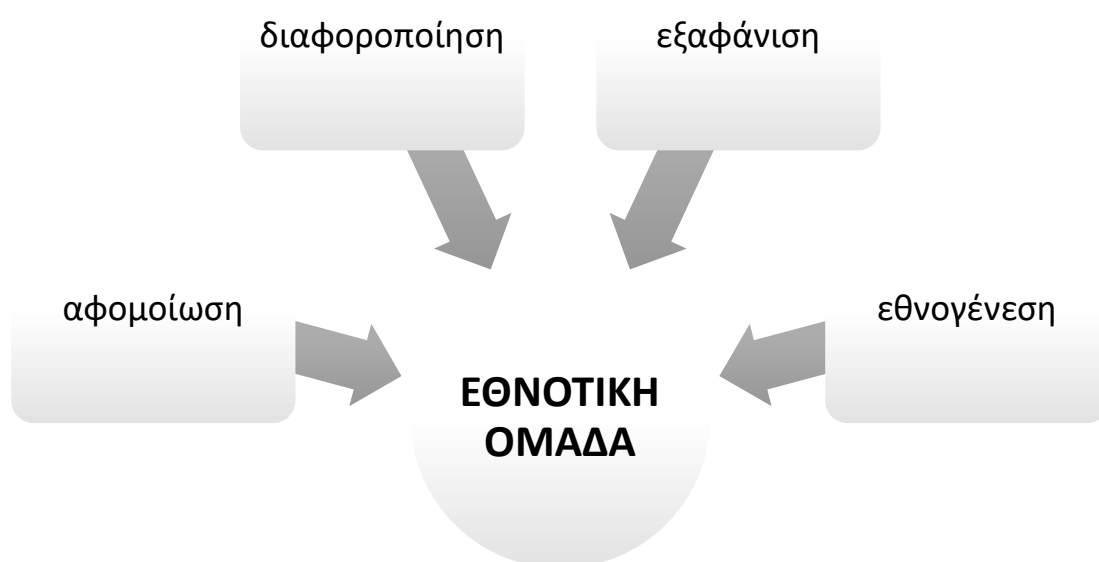 διαφοροποίηση
εξαφάνιση
αφομοίωση
εθνογένεση
ΕΘΝΟΤΙΚΗ
ΟΜΑΔΑ